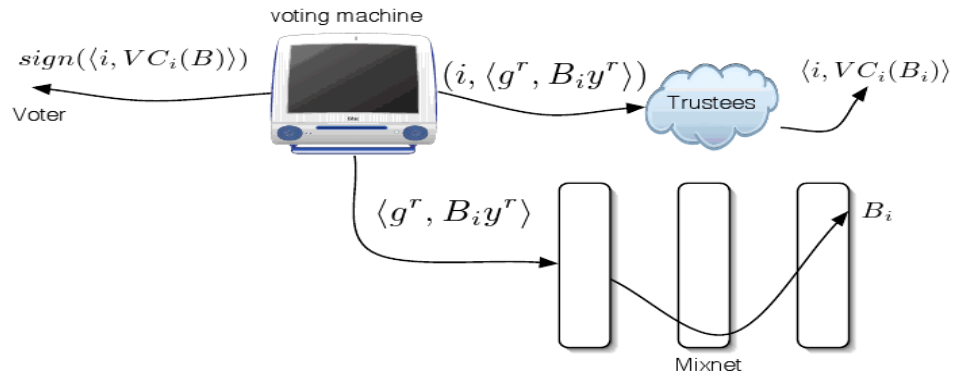 voting machine
sign(⟨i, VC_i(B)⟩)
Voter
(i, ⟨g^r, B_i y^r⟩)
Trustees
⟨i, VC_i(B_i)⟩
⟨g^r, B_i y^r⟩
B_i
Mixnet